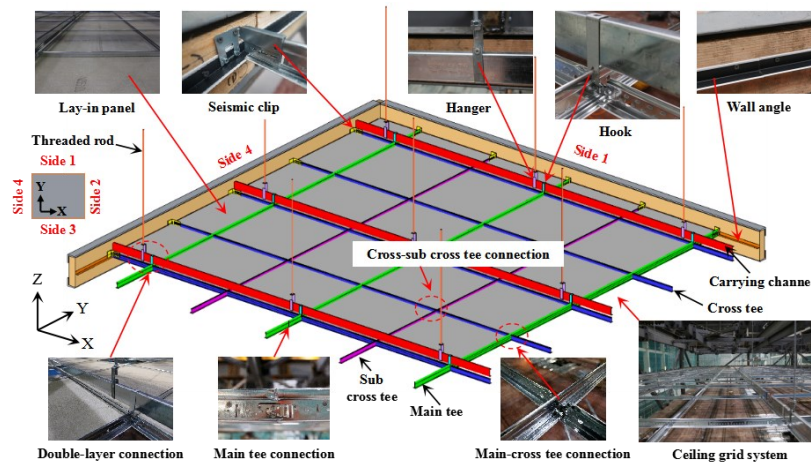 Lay-in panel
Seismic clip
Hanger
Hook
Wall angle
Threaded rod
Side 1
Side 4
Side 2
Side 3
Y
X
Side 4
Side 1
Cross-sub cross tee connection
Z
Y
X
Carrying channel
Cross tee
Sub
cross tee
Main tee
Double-layer connection
Main tee connection
Main-cross tee connection
Ceiling grid system